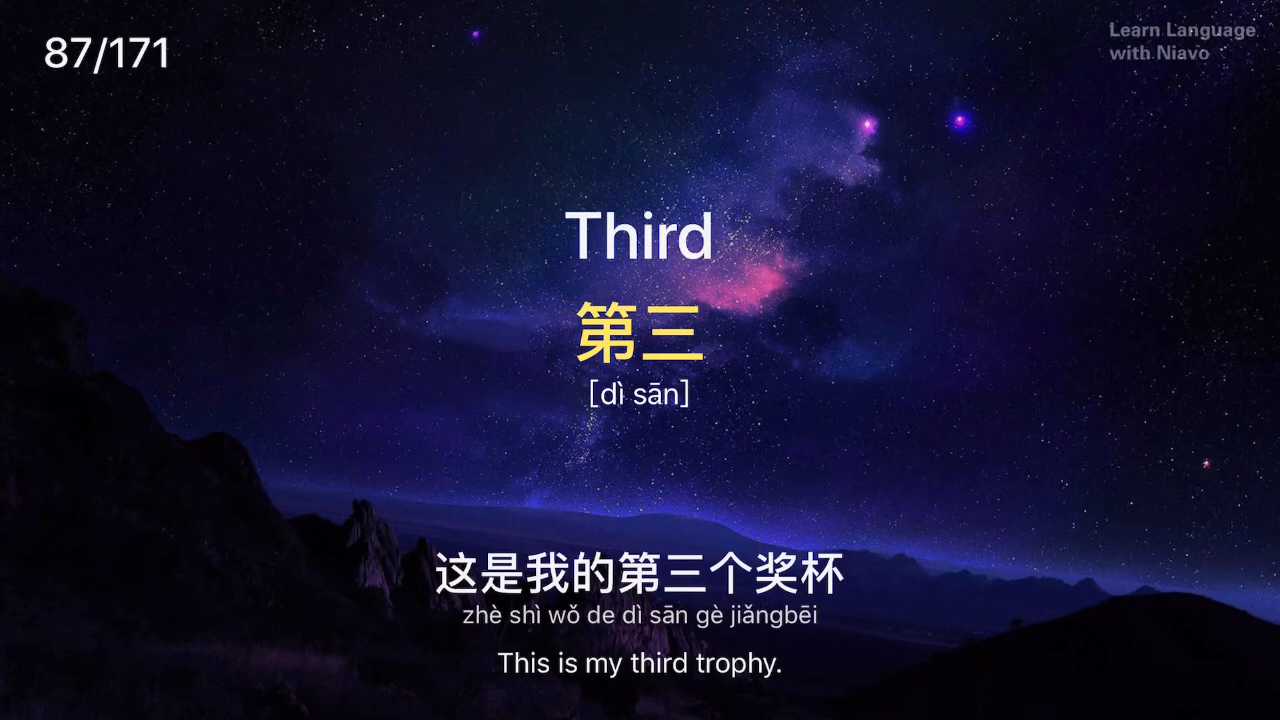 87/171
Learn Language
with Niavo
Third
第三
[dì sān]
这是我的第三个奖杯
zhè shì wǒ de dì sān gè jiǎngbēi
This is my third trophy.